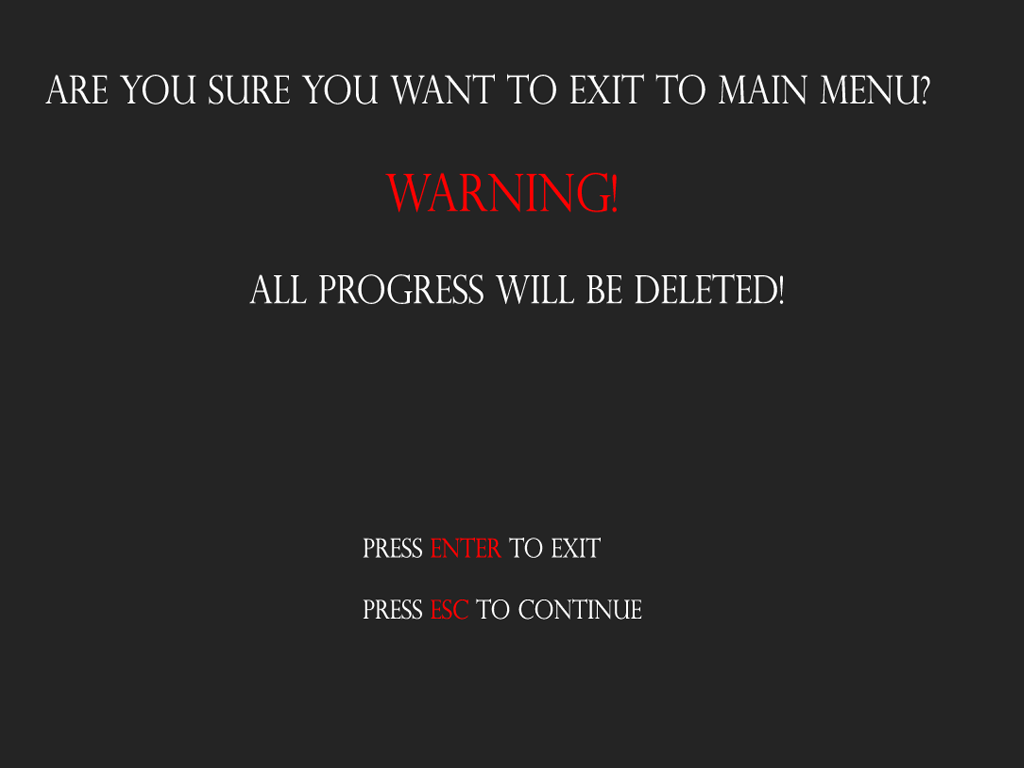 ARE YOU SURE YOU WANT TO EXIT TO MAIN MENU?
WARNING!
ALL PROGRESS WILL BE DELETED!
PRESS ENTER TO EXIT
PRESS ESC TO CONTINUE